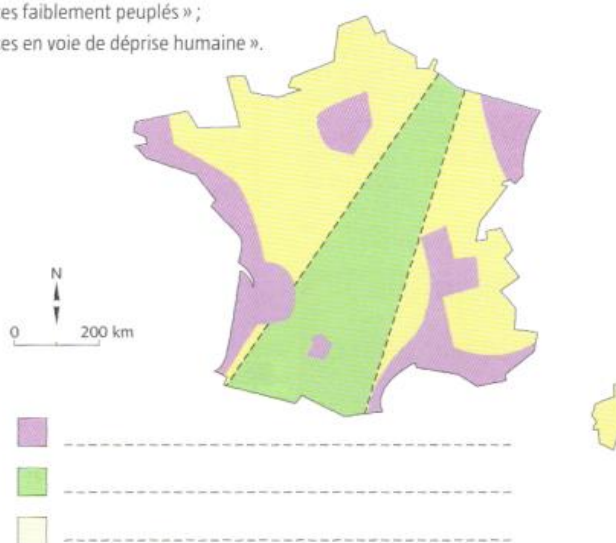 es faiblement peuplés » ;
es en voie de déprise humaine ».
N
0 200 km